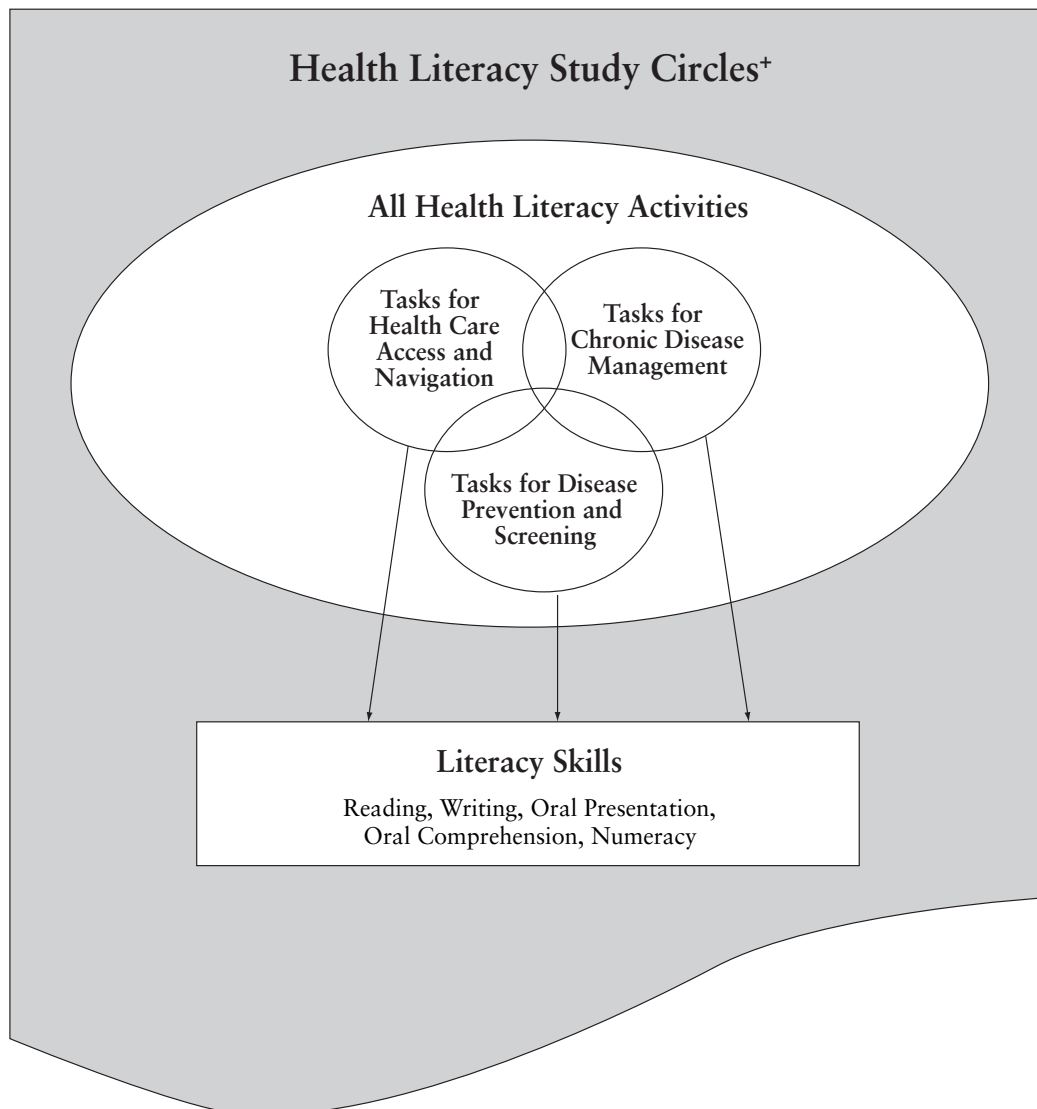 Health Literacy Study Circles+
All Health Literacy Activities
Tasks for
Health Care
Access and
Navigation
Tasks for
Chronic Disease
Management
Tasks for Disease
Prevention and
Screening
Literacy Skills
Reading, Writing, Oral Presentation,
Oral Comprehension, Numeracy